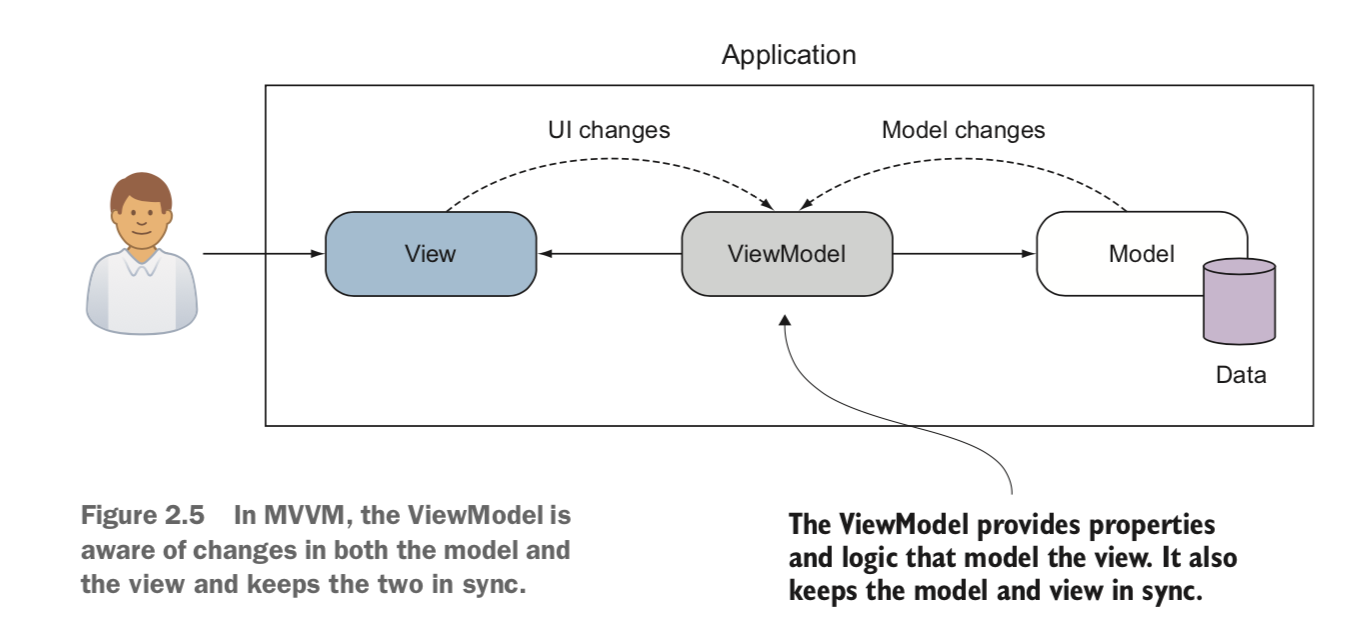 Application
UI changes
Model changes
View
ViewModel
Model
Data
Figure 2.5 In MVVM, the ViewModel is
aware of changes in both the model and
the view and keeps the two in sync.
The ViewModel provides properties
and logic that model the view. It also
keeps the model and view in sync.